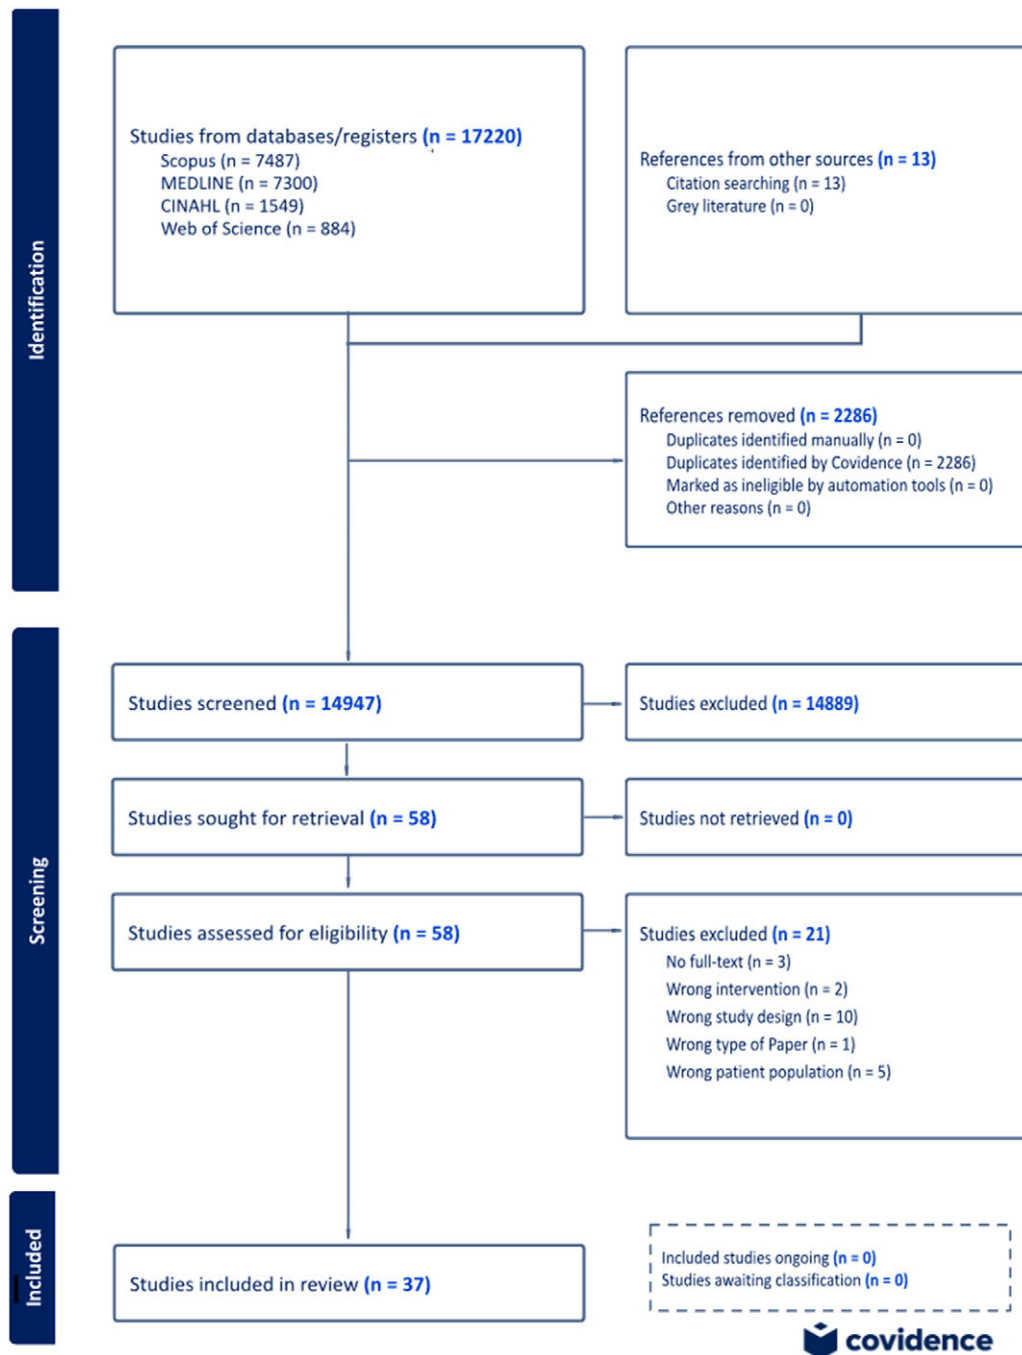 Identification
Studies from databases/registers (n = 17220)
Scopus (n = 7487)
MEDLINE (n = 7300)
CINAHL (n = 1549)
Web of Science (n = 884)
References from other sources (n = 13)
Citation searching (n = 13)
Grey literature (n = 0)
References removed (n = 2286)
Duplicates identified manually (n = 0)
Duplicates identified by Covidence (n = 2286)
Marked as ineligible by automation tools (n = 0)
Other reasons (n = 0)
Screening
Studies screened (n = 14947)
Studies excluded (n = 14889)
Studies sought for retrieval (n = 58)
Studies not retrieved (n = 0)
Studies assessed for eligibility (n = 58)
Studies excluded (n = 21)
No full-text (n = 3)
Wrong intervention (n = 2)
Wrong study design (n = 10)
Wrong type of Paper (n = 1)
Wrong patient population (n = 5)
Included
Studies included in review (n = 37)
Included studies ongoing (n = 0)
Studies awaiting classification (n = 0)
covidence